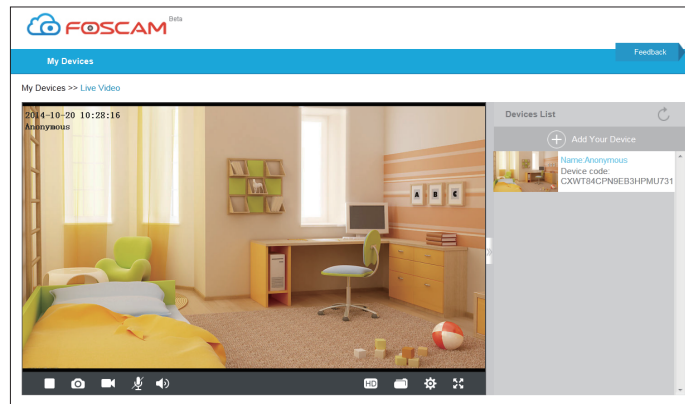 FOSCAM Beta
Feedback
My Devices
My Devices >> Live Video
2014-10-20 10:28:16
Anonymous
A B C
HD
Devices List
Add Your Device
Name:Anonymous
Device code:
CXWT84CPN9EB3HPMU731